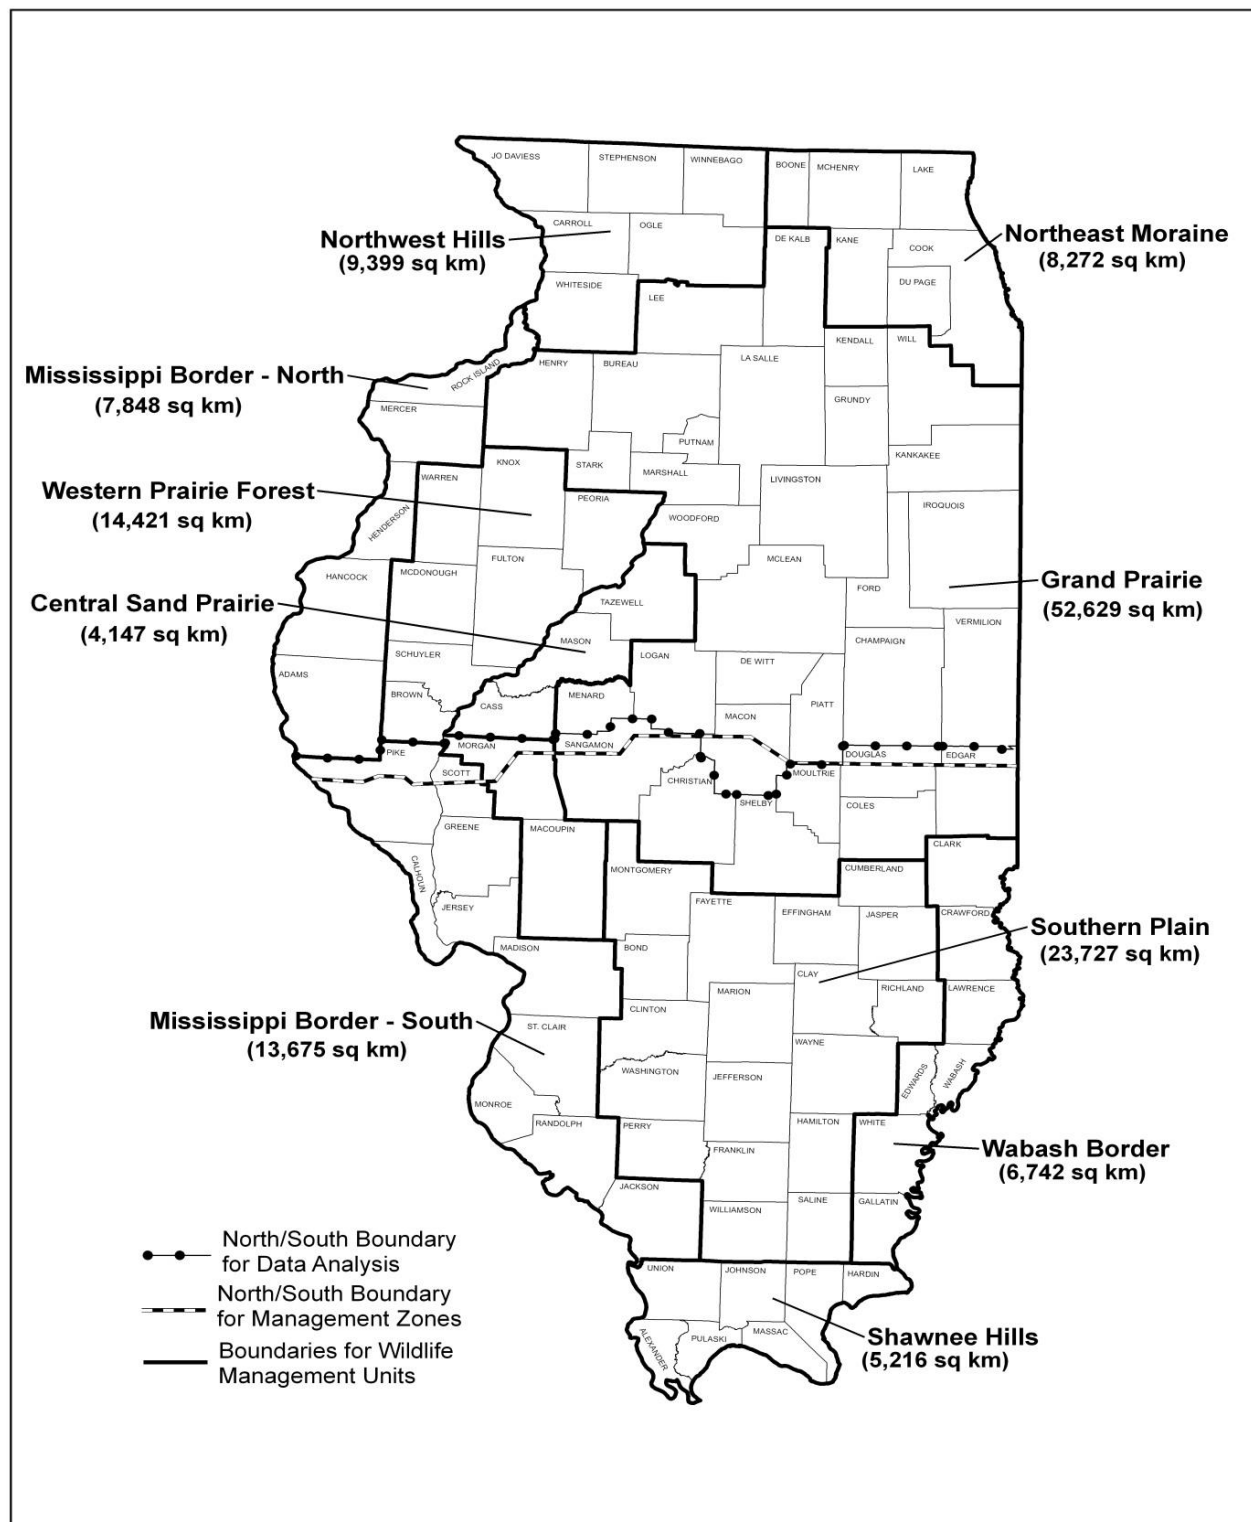 JO DAVIESS
STEPHENSON
WINNEBAGO
BOONE
MCHENRY
LAKE
CARROLL
OGLE
Northwest Hills
(9,399 sq km)
DE KALB
KANE
COOK
Northeast Moraine
(8,272 sq km)
DU PAGE
WHITESIDE
LEE
KENDALL
WILL
LA SALLE
Mississippi Border - North
(7,848 sq km)
ROCK ISLAND
HENRY
BUREAU
MERCER
GRUNDY
PUTNAM
KANKAKEE
KNOX
STARK
MARSHALL
WARREN
LIVINGSTON
Western Prairie Forest
(14,421 sq km)
PEORIA
IROQUOIS
HENDERSON
WOODFORD
FULTON
MCLEAN
HANCOCK
MCDONOUGH
Grand Prairie
(52,629 sq km)
FORD
Central Sand Prairie
(4,147 sq km)
TAZEWELL
VERMILION
MASON
CHAMPAIGN
SCHUYLER
LOGAN
DE WITT
ADAMS
BROWN
CASS
MENARD
PIATT
MACON
PIKE
MORGAN
SANGAMON
DOUGLAS
EDGAR
SCOTT
CHRISTIAN
MOULTRIE
SHELBY
COLES
GREENE
MACOUPIN
CLARK
CALHOUN
MONTGOMERY
CUMBERLAND
JERSEY
FAYETTE
EFFINGHAM
JASPER
CRAWFORD
Southern Plain
(23,727 sq km)
MADISON
BOND
CLAY
RICHLAND
LAWRENCE
MARION
Mississippi Border - South
(13,675 sq km)
ST. CLAIR
CLINTON
WAYNE
WASHINGTON
JEFFERSON
EDWARDS
WABASH
MONROE
RANDOLPH
PERRY
HAMILTON
WHITE
Wabash Border
(6,742 sq km)
FRANKLIN
JACKSON
WILLIAMSON
SALINE
GALLATIN
North/South Boundary
for Data Analysis
North/South Boundary
for Management Zones
Boundaries for Wildlife
Management Units
UNION
JOHNSON
POPE
HARDIN
ALEXANDER
PULASKI
MASSAC
Shawnee Hills
(5,216 sq km)